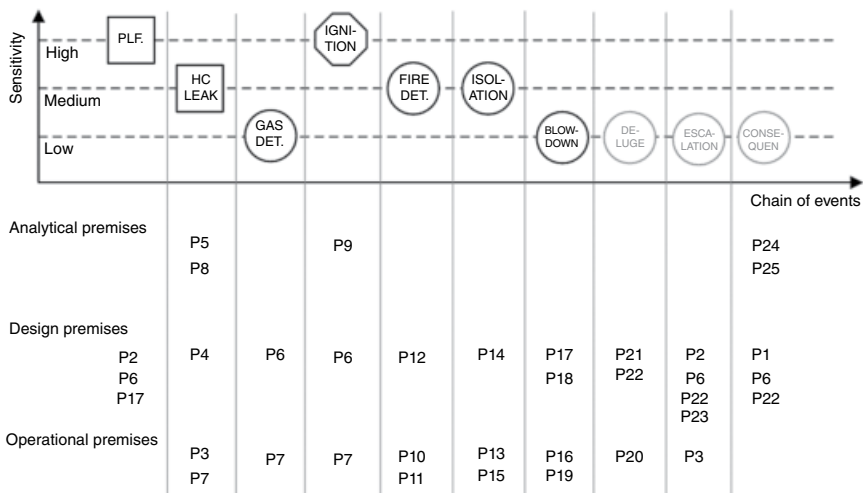 Sensitivity
High
Medium
Low
PLF.
HC
LEAK
GAS
DET.
IGNI-
TION
FIRE
DET.
ISOL-
ATION
BLOW-
DOWN
DE-
LUGE
ESCA-
LATION
CONSE-
QUEN
Chain of events
Analytical premises
P5 P9 P24
P8 P25
Design premises
P2 P4 P6 P6 P12 P14 P17 P21 P2 P1
P6 P18 P22 P6 P6
P17 P22 P22
P23
Operational premises
P3 P7 P7 P10 P13 P16 P20 P3
P7 P11 P15 P19